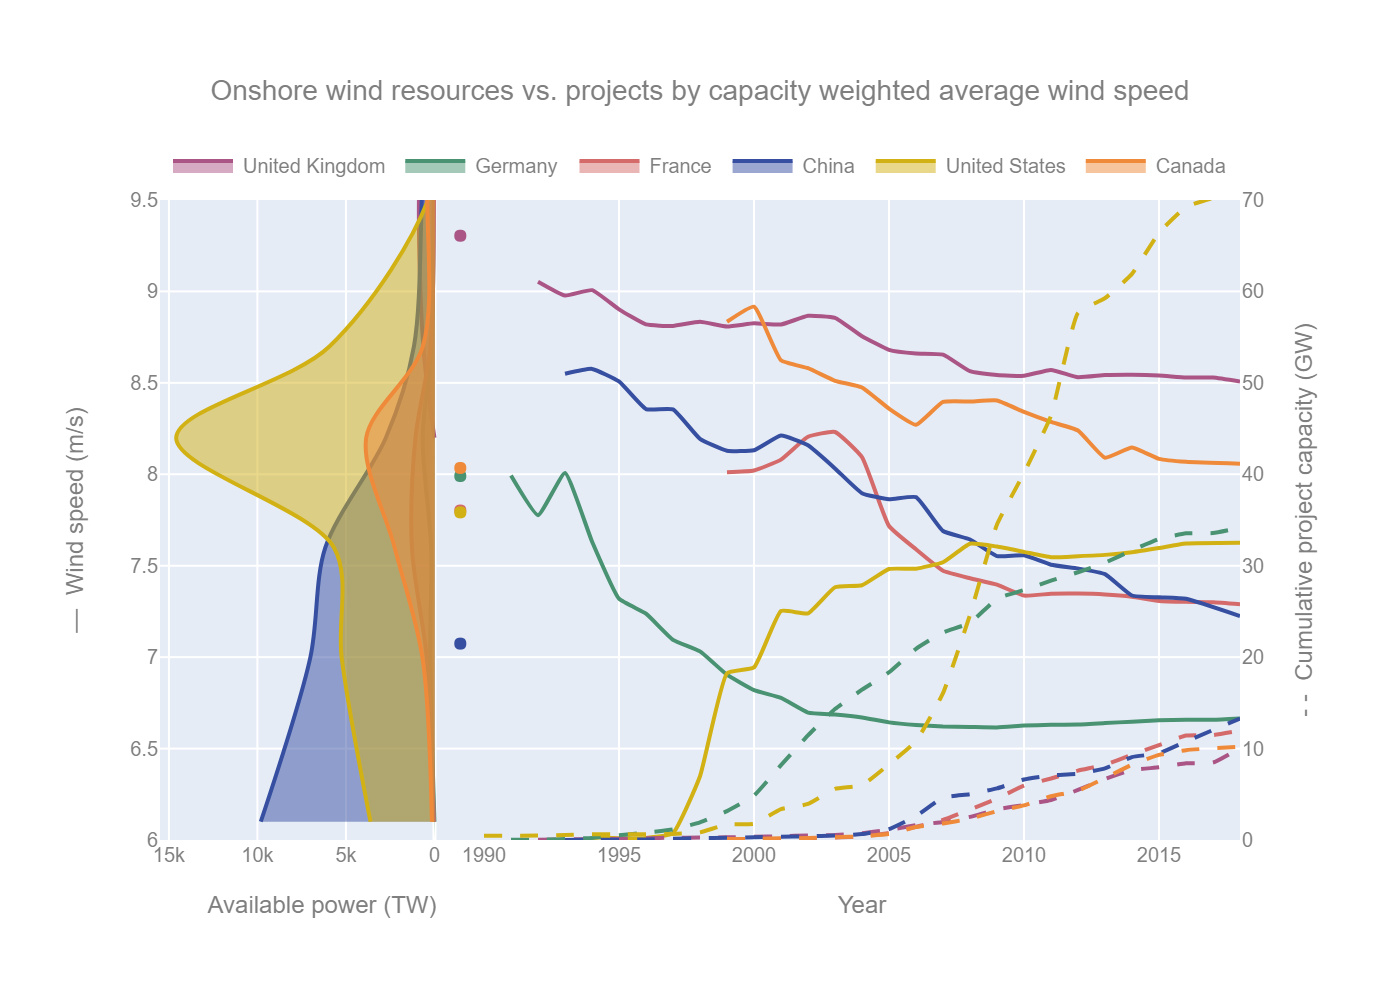 Onshore wind resources vs. projects by capacity weighted average wind speed
United Kingdom Germany France China United States Canada
9.5 70
9 60
8.5 50
8 40
7.5 30
7 20
6.5 10
6 0
— Wind speed (m/s)
- - Cumulative project capacity (GW)
15k 10k 5k 0 1990 1995 2000 2005 2010 2015
Available power (TW) Year